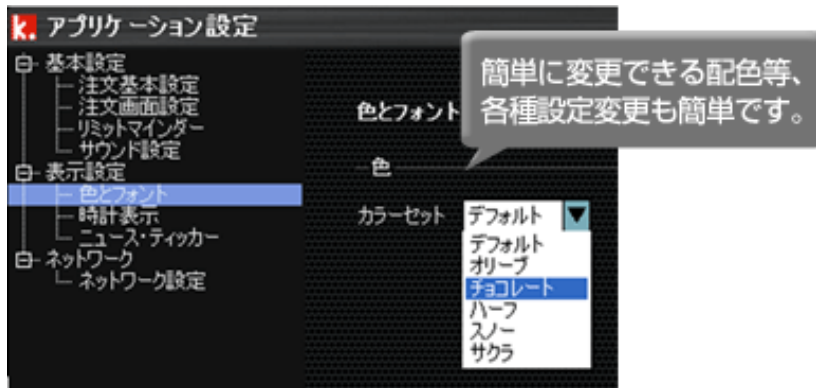 k. アプリケーション設定
基本設定
注文基本設定
注文画面設定
リミットマインダー
サウンド設定
表示設定
色とフォント
時計表示
ニュース・ティッカー
ネットワーク
ネットワーク設定
簡単に変更できる配色等、
各種設定変更も簡単です。
色とフォント
色
カラーセット デフォルト
デフォルト
オリーブ
チョコレート
ハーフ
スノー
サクラ